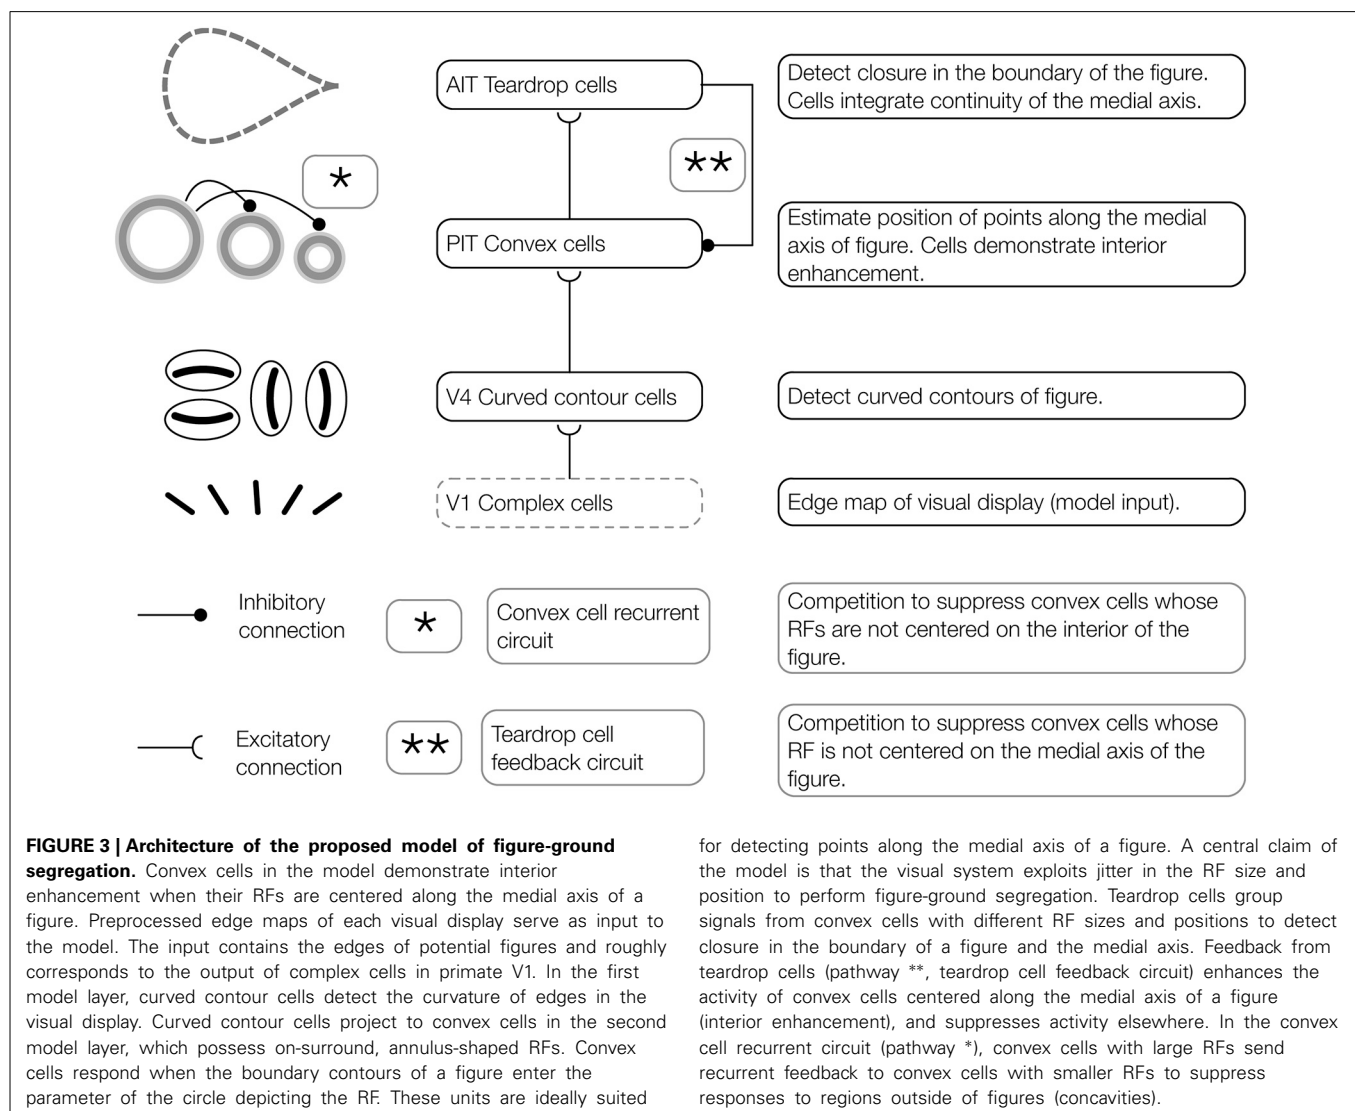 AIT Teardrop cells
Detect closure in the boundary of the figure.
Cells integrate continuity of the medial axis.
*
**
PIT Convex cells
Estimate position of points along the medial
axis of figure. Cells demonstrate interior
enhancement.
V4 Curved contour cells
Detect curved contours of figure.
V1 Complex cells
Edge map of visual display (model input).
Inhibitory
connection
*
Convex cell recurrent
circuit
Competition to suppress convex cells whose
RFs are not centered on the interior of the
figure.
Excitatory
connection
**
Teardrop cell
feedback circuit
Competition to suppress convex cells whose
RF is not centered on the medial axis of the
figure.
FIGURE 3 | Architecture of the proposed model of figure-ground
segregation. Convex cells in the model demonstrate interior
enhancement when their RFs are centered along the medial axis of a
figure. Preprocessed edge maps of each visual display serve as input to
the model. The input contains the edges of potential figures and roughly
corresponds to the output of complex cells in primate V1. In the first
model layer, curved contour cells detect the curvature of edges in the
visual display. Curved contour cells project to convex cells in the second
model layer, which possess on-surround, annulus-shaped RFs. Convex
cells respond when the boundary contours of a figure enter the
parameter of the circle depicting the RF. These units are ideally suited
for detecting points along the medial axis of a figure. A central claim of
the model is that the visual system exploits jitter in the RF size and
position to perform figure-ground segregation. Teardrop cells group
signals from convex cells with different RF sizes and positions to detect
closure in the boundary of a figure and the medial axis. Feedback from
teardrop cells (pathway **, teardrop cell feedback circuit) enhances the
activity of convex cells centered along the medial axis of a figure
(interior enhancement), and suppresses activity elsewhere. In the convex
cell recurrent circuit (pathway *), convex cells with large RFs send
recurrent feedback to convex cells with smaller RFs to suppress
responses to regions outside of figures (concavities).